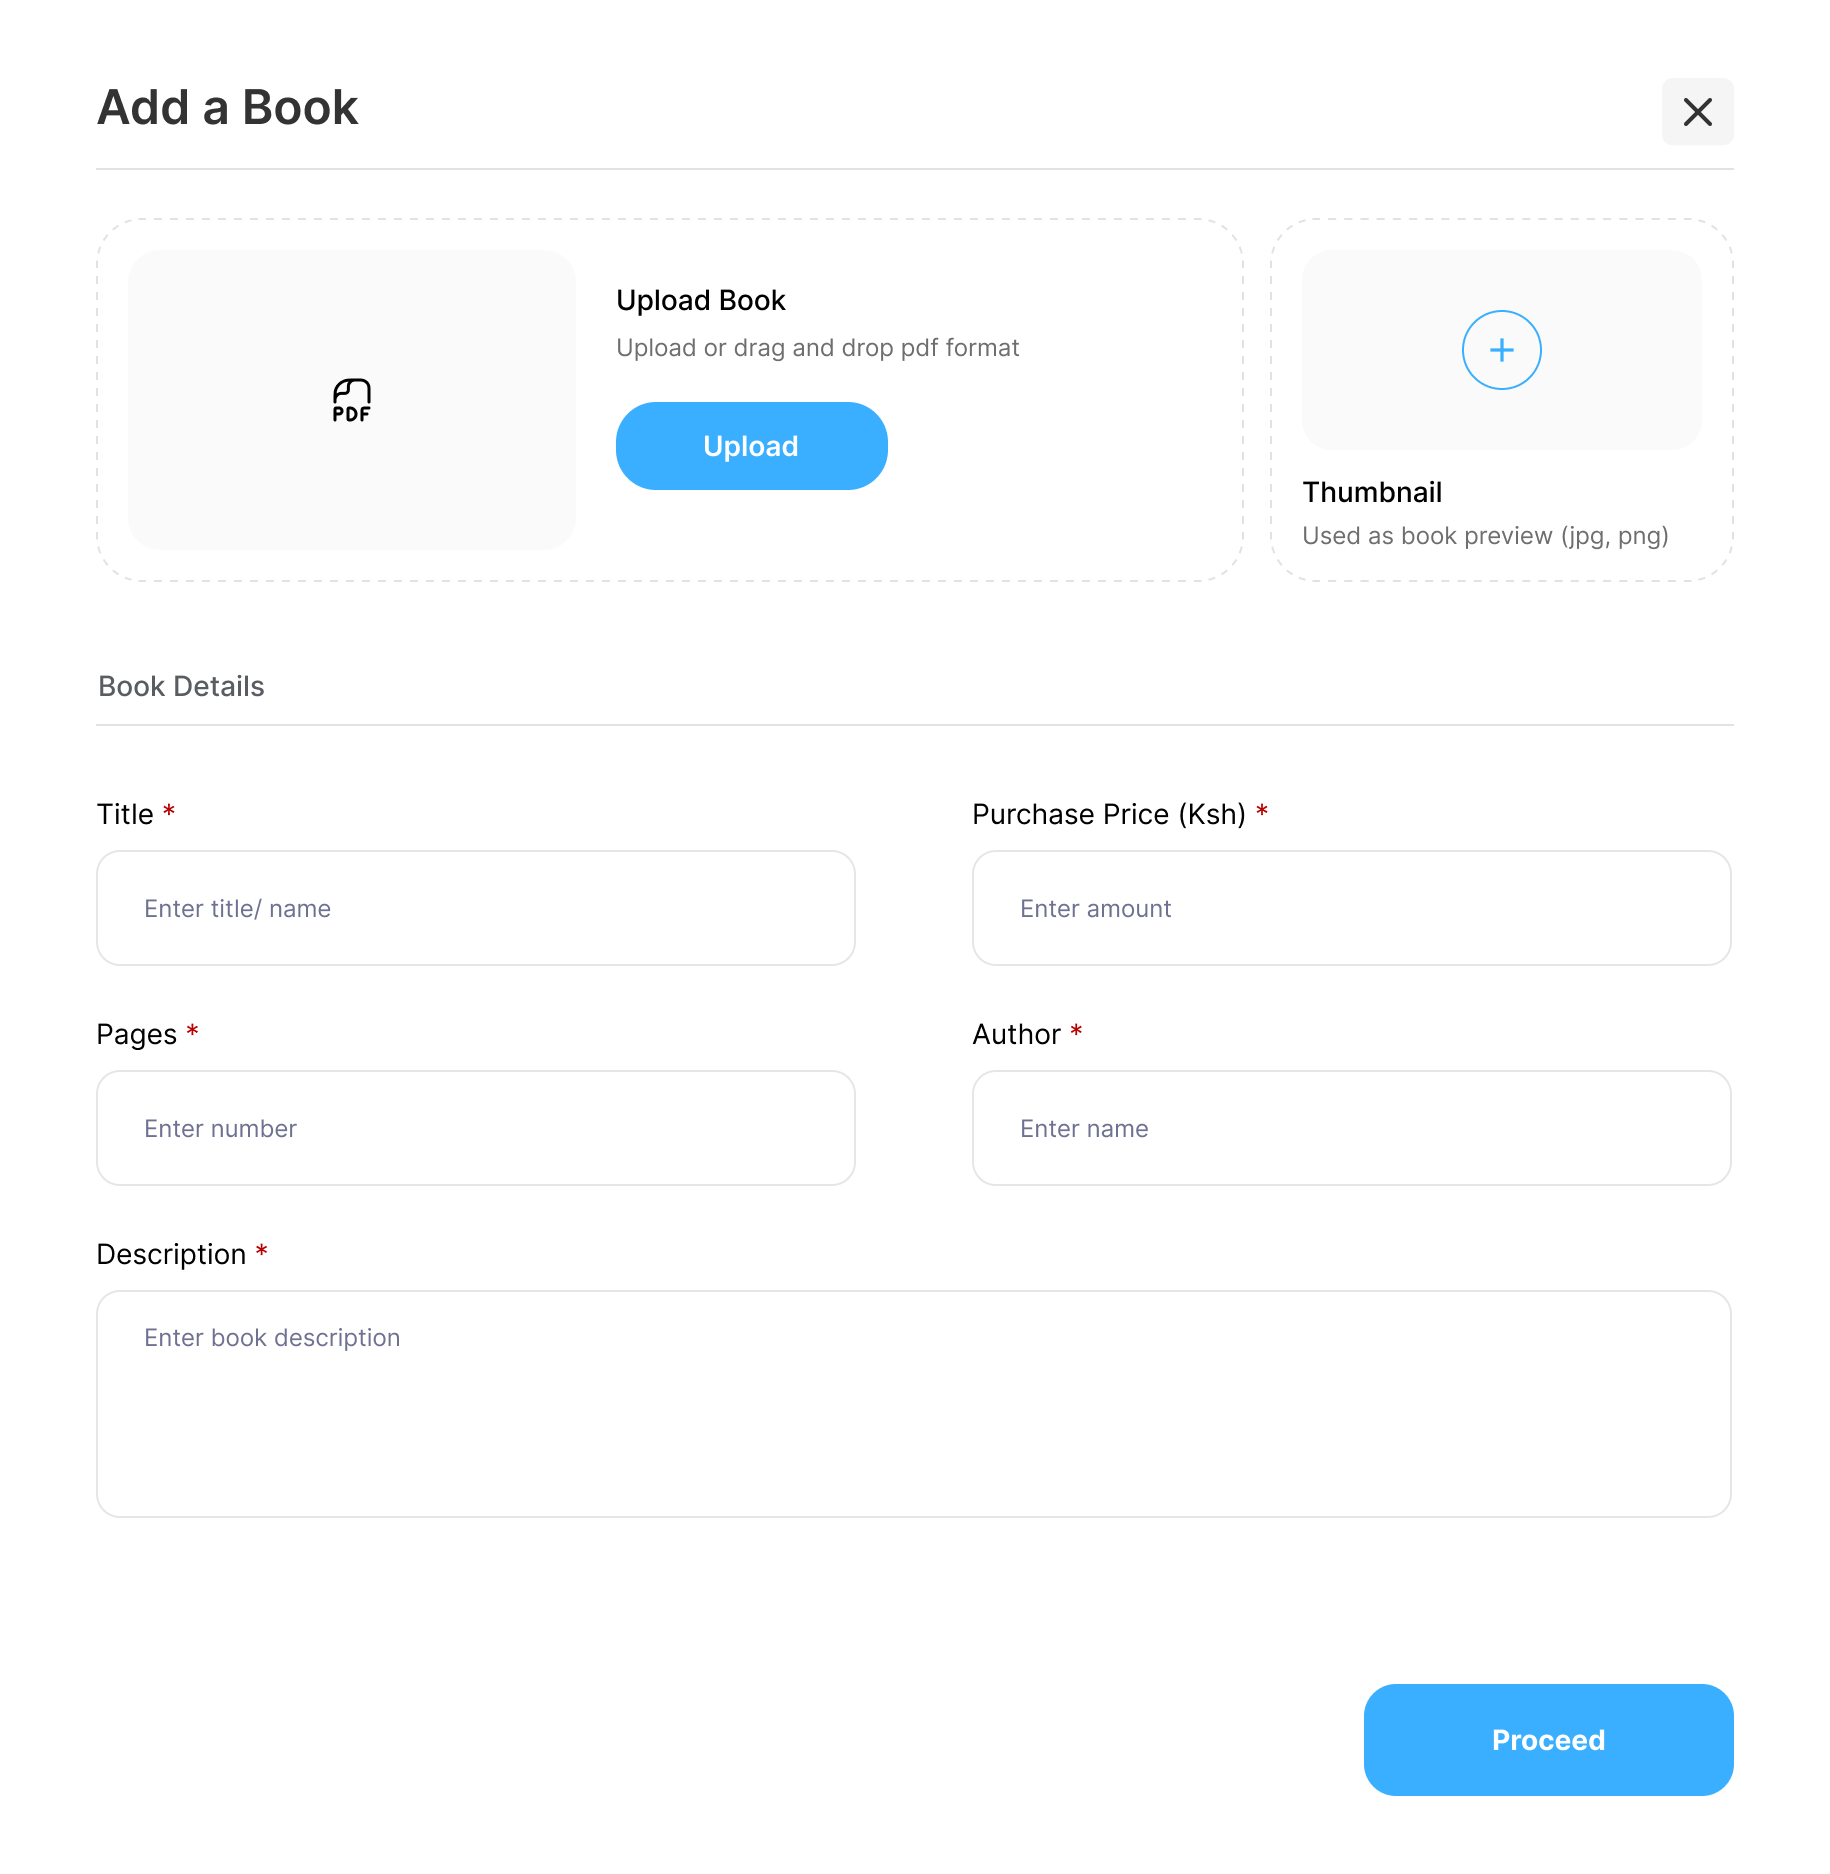 Add a Book
PDF
Upload Book
Upload or drag and drop pdf format
Upload
Thumbnail
Used as book preview (jpg, png)
Book Details
Title *
Purchase Price (Ksh) *
Enter title/ name
Enter amount
Pages *
Author *
Enter number
Enter name
Description *
Enter book description
Proceed